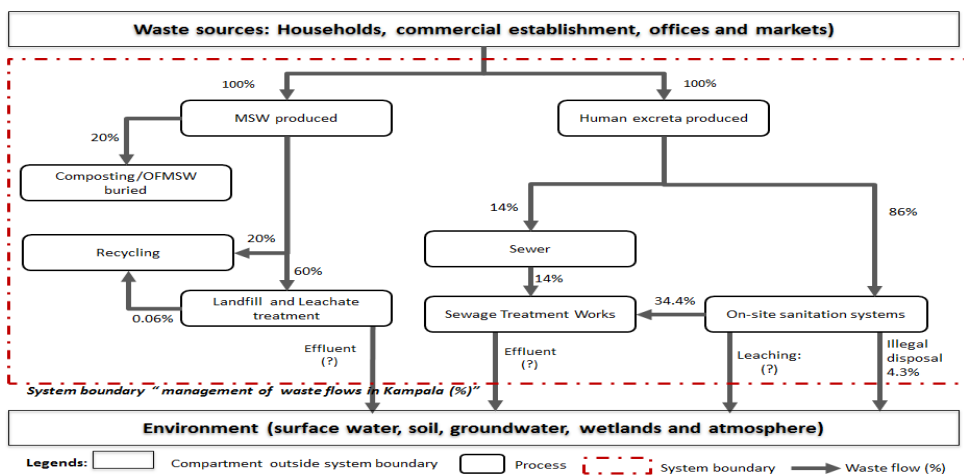 Waste sources: Households, commercial establishment, offices and markets)
100%
100%
MSW produced
Human excreta produced
20%
Composting/OFMSW
buried
14%
86%
Sewer
Recycling
20%
60%
14%
34.4%
Landfill and Leachate
treatment
Sewage Treatment Works
On-site sanitation systems
0.06%
Effluent
(?)
Effluent
(?)
Leaching:
(?)
Illegal
disposal
4.3%
System boundary “ management of waste flows in Kampala (%)”
Environment (surface water, soil, groundwater, wetlands and atmosphere)
Legends: Compartment outside system boundary Process System boundary Waste flow (%)